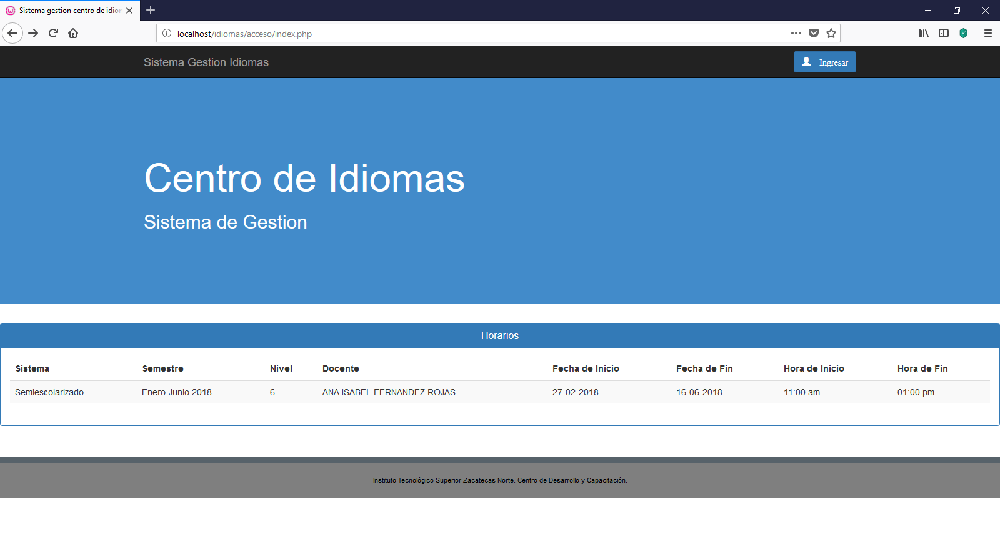 Sistema gestion centro de idion
localhost/idiomas/acceso/index.php
Sistema Gestion Idiomas
Ingresar
Centro de Idiomas
Sistema de Gestion
Horarios
Sistema Semestre Nivel Docente Fecha de Inicio Fecha de Fin Hora de Inicio Hora de Fin
Semiescolarizado Enero-Junio 2018 6 ANA ISABEL FERNANDEZ ROJAS 27-02-2018 16-06-2018 11:00 am 01:00 pm
Instituto Tecnológico Superior Zacatecas Norte. Centro de Desarrollo y Capacitación.